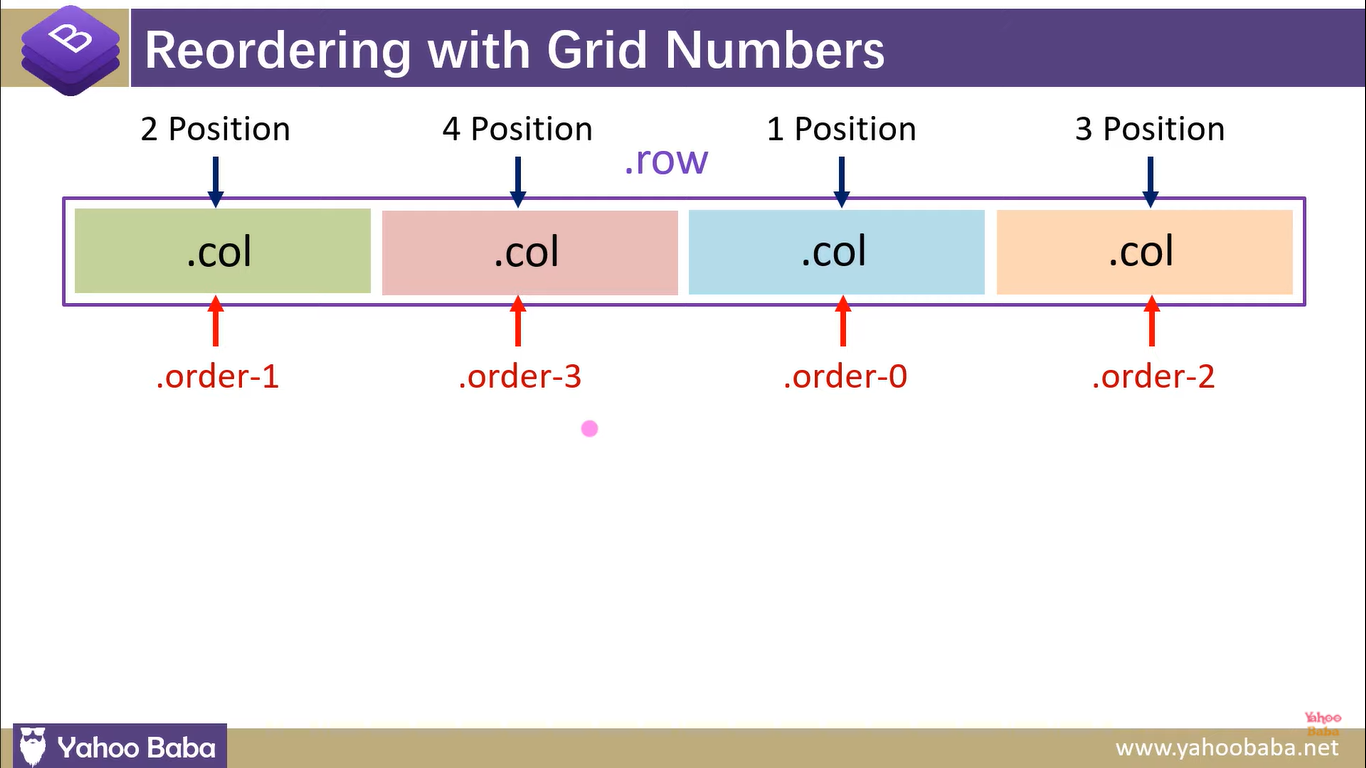 B
Reordering with Grid Numbers
2 Position 4 Position 1 Position 3 Position
.row
.col .col .col .col
.order-1 .order-3 .order-0 .order-2
Yahoo
Baba
Yahoo Baba
www.yahoobaba.net